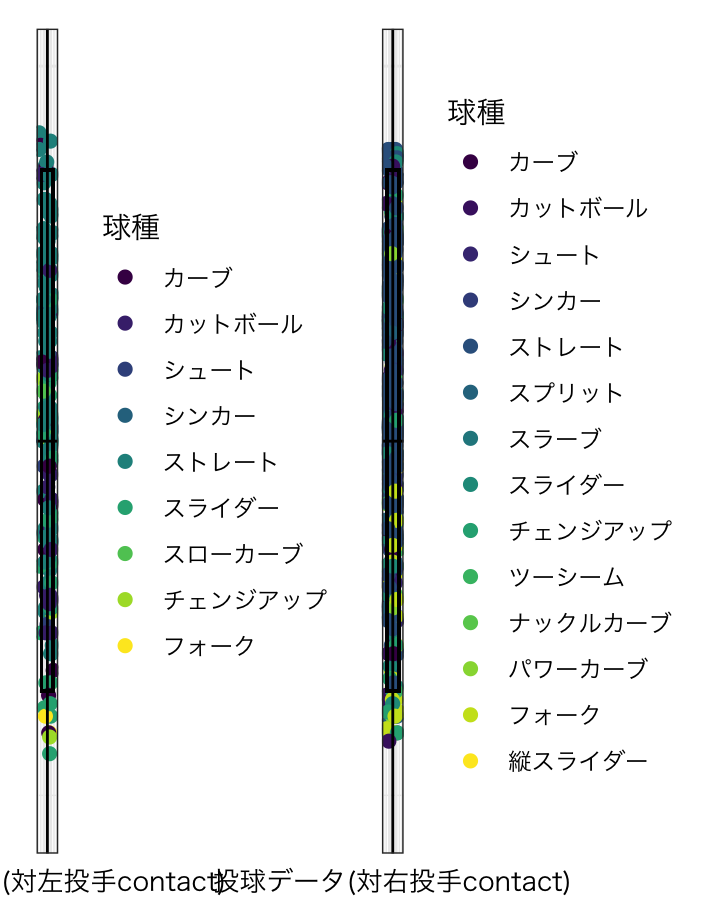 球種
カーブ
カットボール
シュート
シンカー
ストレート
スライダー
スローカーブ
チェンジアップ
フォーク
球種
カーブ
カットボール
シュート
シンカー
ストレート
スプリット
スラーブ
スライダー
チェンジアップ
ツーシーム
ナックルカーブ
パワーカーブ
フォーク
縦スライダー
(対左投手contact)
投球データ(対右投手contact)